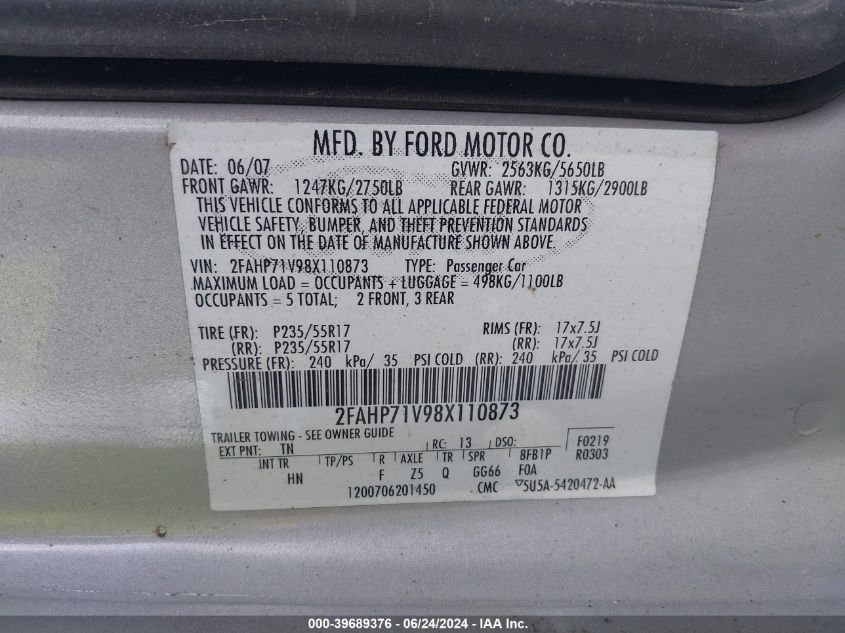 MFD. BY FORD MOTOR CO.
DATE: 06/07 GVWR: 2563KG/5650LB
FRONT GAWR: 1247KG/2750LB REAR GAWR: 1315KG/2900LB
THIS VEHICLE CONFORMS TO ALL APPLICABLE FEDERAL MOTOR
VEHICLE SAFETY, BUMPER, AND THEFT PREVENTION STANDARDS
IN EFFECT ON THE DATE OF MANUFACTURE SHOWN ABOVE.
VIN: 2FAHP71V98X110873 TYPE: Passenger Car
MAXIMUM LOAD = OCCUPANTS + LUGGAGE = 498KG/1100LB
OCCUPANTS = 5 TOTAL; 2 FRONT, 3 REAR
TIRE (FR): P235/55R17 RIMS (FR): 17x7.5J
(RR): P235/55R17 (RR): 17x7.5J
PRESSURE (FR): 240 kPa/ 35 PSI COLD (RR): 240 kPa/ 35 PSI COLD
2FAHP71V98X110873
TRAILER TOWING - SEE OWNER GUIDE
EXT PNT: TN RC: 13 DSO: F0219
INT TR TP/PS R AXLE TR SPR 8FB1P R0303
HN F Z5 Q GG66 FOA
1200706201450 CMC ▽5U5A-5420472-AA
000-39689376 / 06/24/2024 - IAA Inc.